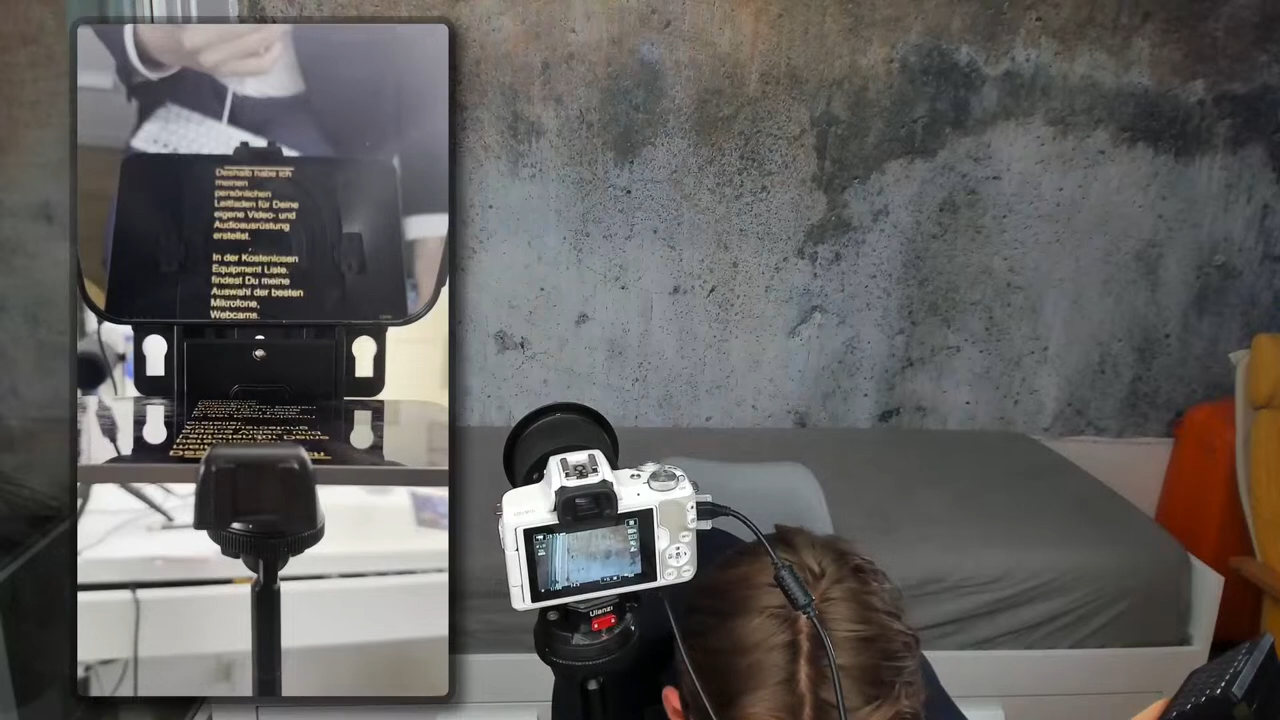 Deshalb habe ich
meinen
persönlichen
Leitfaden für Deine
eigene Video- und
Audioausrüstung
erstellst.
In der Kostenlosen
Equipment Liste.
findest Du meine
Auswahl der besten
Mikrofone,
Webcams.
Ulanzi